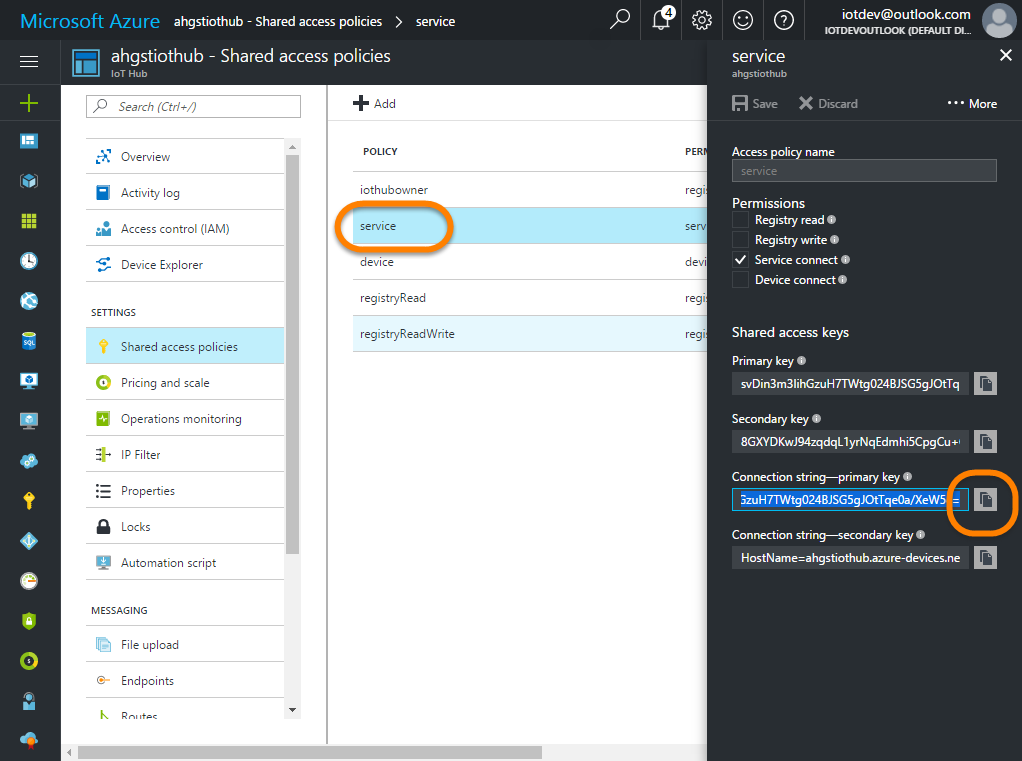 Microsoft Azure ahgstiothub - Shared access policies > service
4
iotdev@outlook.com
IOTDEVOUTLOOK (DEFAULT DI...
ahgstiothub - Shared access policies
IoT Hub
Search (Ctrl+/)
Overview
Activity log
Access control (IAM)
Device Explorer
SETTINGS
Shared access policies
Pricing and scale
Operations monitoring
IP Filter
Properties
Locks
Automation script
MESSAGING
File upload
Endpoints
Routes
Add
POLICY PERM
iothubowner regis
service serv
device devi
registryRead regis
registryReadWrite regis
SQL
service
ahgstiothub
Save Discard ... More
Access policy name
service
Permissions
Registry read
Registry write
Service connect
Device connect
Shared access keys
Primary key
svDin3m3IihGzuH7TWtg024BJSG5gJOtTq
Secondary key
8GXYDKwJ94zqdqL1yrNqEdmhi5CpgCu+
Connection string—primary key
GzuH7TWtg024BJSG5gJOtTqe0a/XeW5
Connection string—secondary key
HostName=ahgstiothub.azure-devices.ne